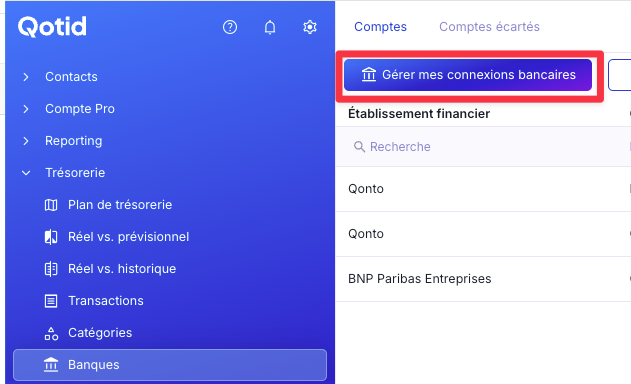 Qotid
Contacts
Compte Pro
Reporting
Trésorerie
Plan de trésorerie
Réel vs. prévisionnel
Réel vs. historique
Transactions
Catégories
Banques
Comptes
Comptes écartés
Gérer mes connexions bancaires
Établissement financier
Recherche
Qonto
Qonto
BNP Paribas Entreprises